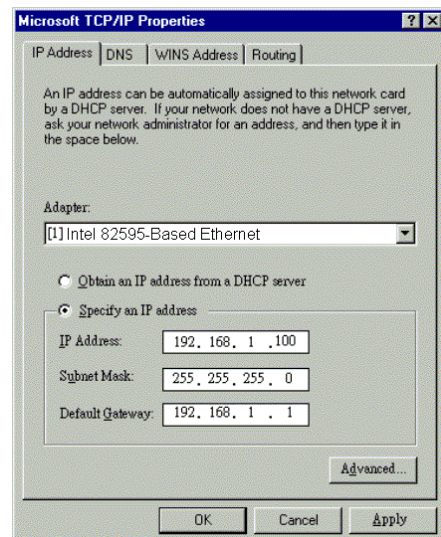 Microsoft TCP/IP Properties
IP Address DNS WINS Address Routing
An IP address can be automatically assigned to this network card
by a DHCP server. If your network does not have a DHCP server,
ask your network administrator for an address, and then type it in
the space below.
Adapter:
[1] Intel 82595-Based Ethernet
Obtain an IP address from a DHCP server
Specify an IP address
IP Address: 192. 168. 1 .100
Subnet Mask: 255. 255. 255. 0
Default Gateway: 192. 168. 1 . 1
Advanced...
OK Cancel Apply